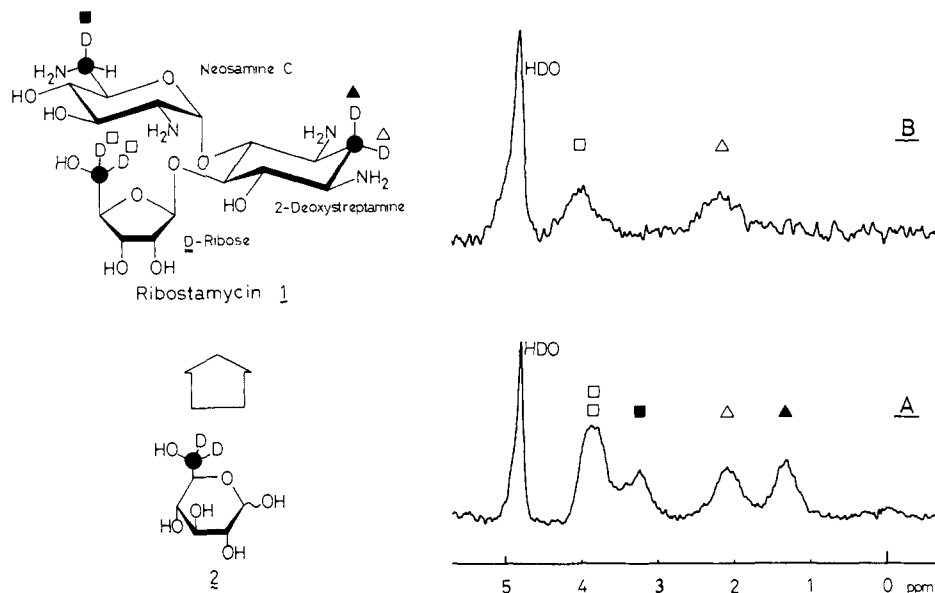 D
H₂N
H
HO
HO
O
Neosamine C
H₂N
D
D
H₂N
D
D
HO
O
O
NH₂
HO
O
2-Deoxystreptamine
D-Ribose
HO
OH
Ribostamycin 1
D
D
HO
O
OH
OH
HO
OH
2
HDO
B
HDO
A
5 4 3 2 1 0 ppm